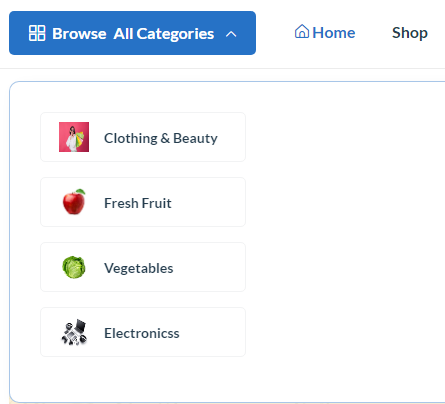 Browse All Categories
Home
Shop
Clothing & Beauty
Fresh Fruit
Vegetables
Electronicss